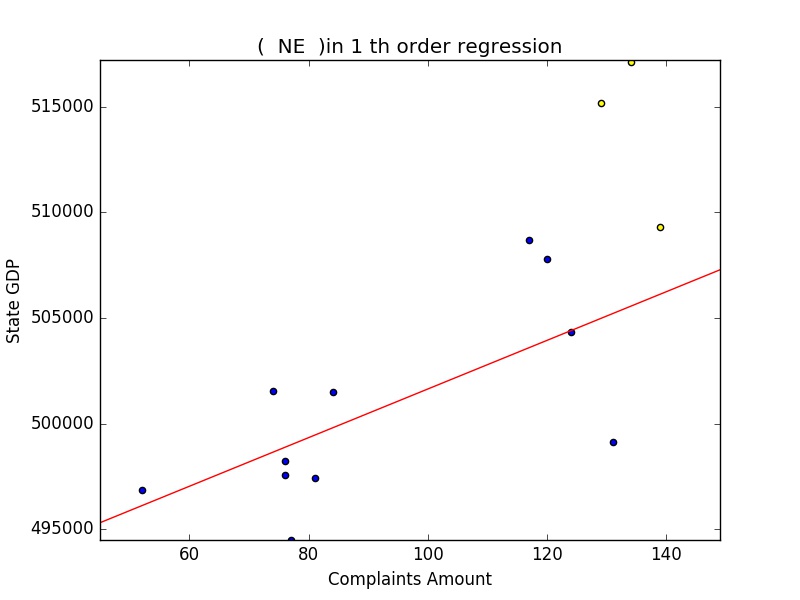 (  NE  )in 1 th order regression
515000
510000
505000
500000
495000
State GDP
60 80 100 120 140
Complaints Amount